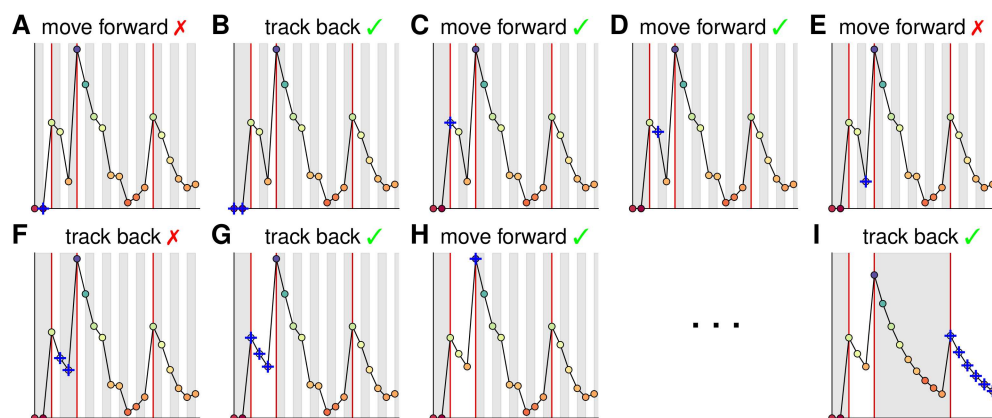 A move forward ✗
B track back ✓
C move forward ✓
D move forward ✓
E move forward ✗
F track back ✗
G track back ✓
H move forward ✓
. . .
I track back ✓